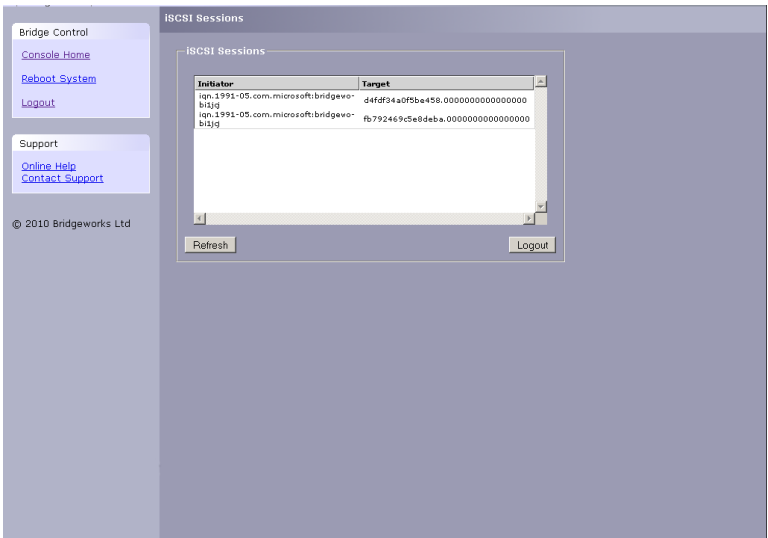 Bridge Control
Console Home
Reboot System
Logout
Support
Online Help
Contact Support
© 2010 Bridgeworks Ltd
iSCSI Sessions
iSCSI Sessions
Initiator Target
iqn.1991-05.com.microsoft:bridgewo-
bi1jcj d4fdf34a0f5be458.0000000000000000
iqn.1991-05.com.microsoft:bridgewo-
bi1jcj fb792469c5e8deba.0000000000000000
Refresh Logout